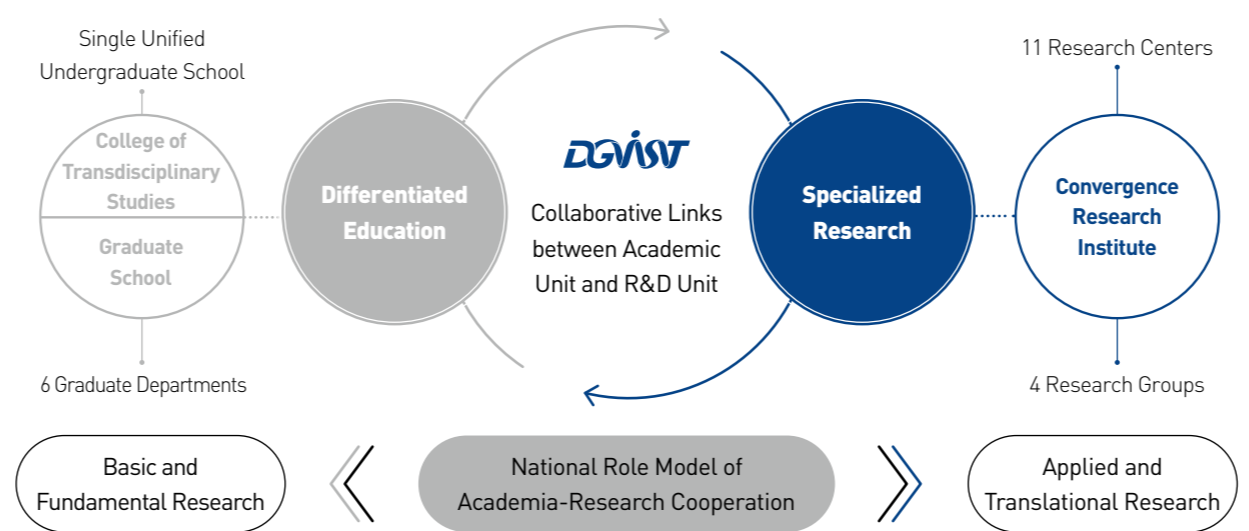 Single Unified
Undergraduate School
College of
Transdisciplinary
Studies
Graduate
School
6 Graduate Departments
Differentiated
Education
DGIST
Collaborative Links
between Academic
Unit and R&D Unit
Specialized
Research
11 Research Centers
Convergence
Research
Institute
4 Research Groups
Basic and
Fundamental Research
National Role Model of
Academia-Research Cooperation
Applied and
Translational Research